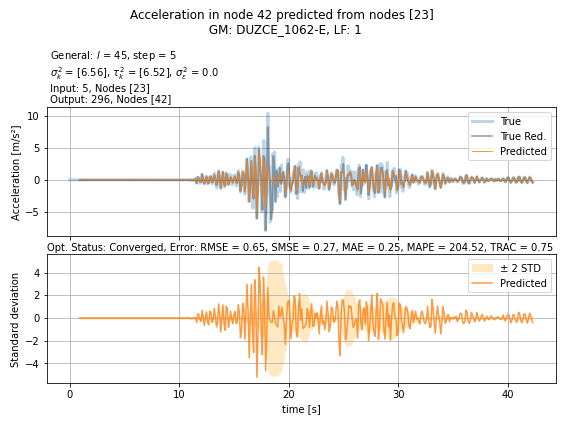 Acceleration in node 42 predicted from nodes [23]
GM: DUZCE_1062-E, LF: 1
General: l = 45, step = 5
σ²ₖ = [6.56], τ²ₖ = [6.52], σ²ε = 0.0
Input: 5, Nodes [23]
Output: 296, Nodes [42]
10
5
0
−5
Acceleration [m/s²]
True
True Red.
Predicted
Opt. Status: Converged, Error: RMSE = 0.65, SMSE = 0.27, MAE = 0.25, MAPE = 204.52, TRAC = 0.75
4
2
0
−2
−4
Standard deviation
± 2 STD
Predicted
0 10 20 30 40
time [s]